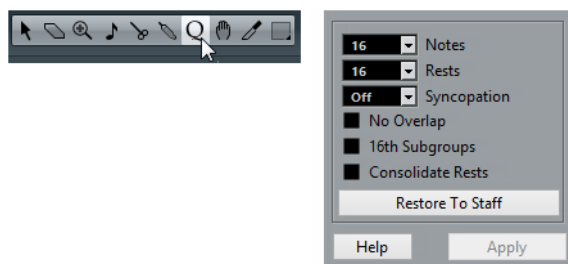 Q
16 Notes
16 Rests
Off Syncopation
No Overlap
16th Subgroups
Consolidate Rests
Restore To Staff
Help Apply